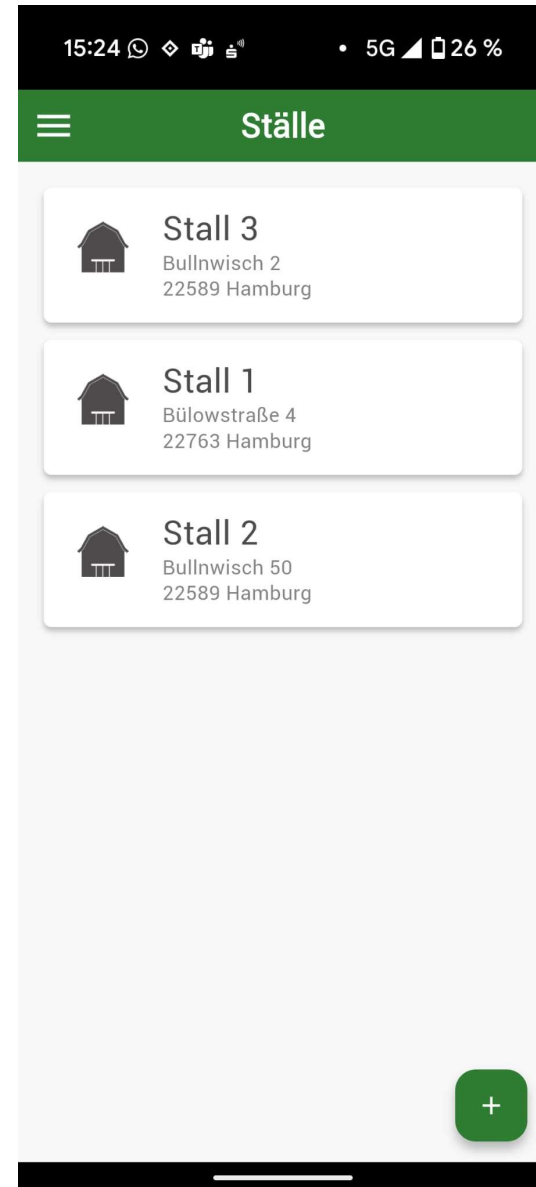 15:24 5G 26 %
Ställe
Stall 3
Bullnwisch 2
22589 Hamburg
Stall 1
Bülowstraße 4
22763 Hamburg
Stall 2
Bullnwisch 50
22589 Hamburg
+